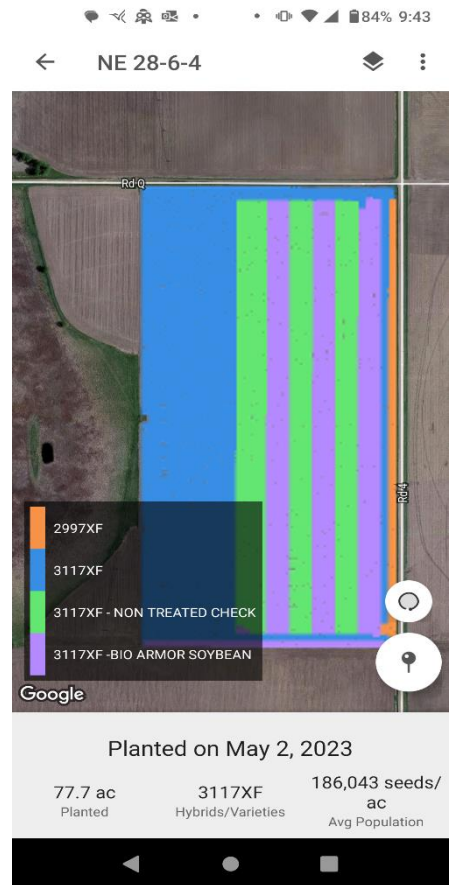 84% 9:43
NE 28-6-4
Rd Q
Rd 4
2997XF
3117XF
3117XF - NON TREATED CHECK
3117XF -BIO ARMOR SOYBEAN
Google
Planted on May 2, 2023
77.7 ac
Planted
3117XF
Hybrids/Varieties
186,043 seeds/
ac
Avg Population